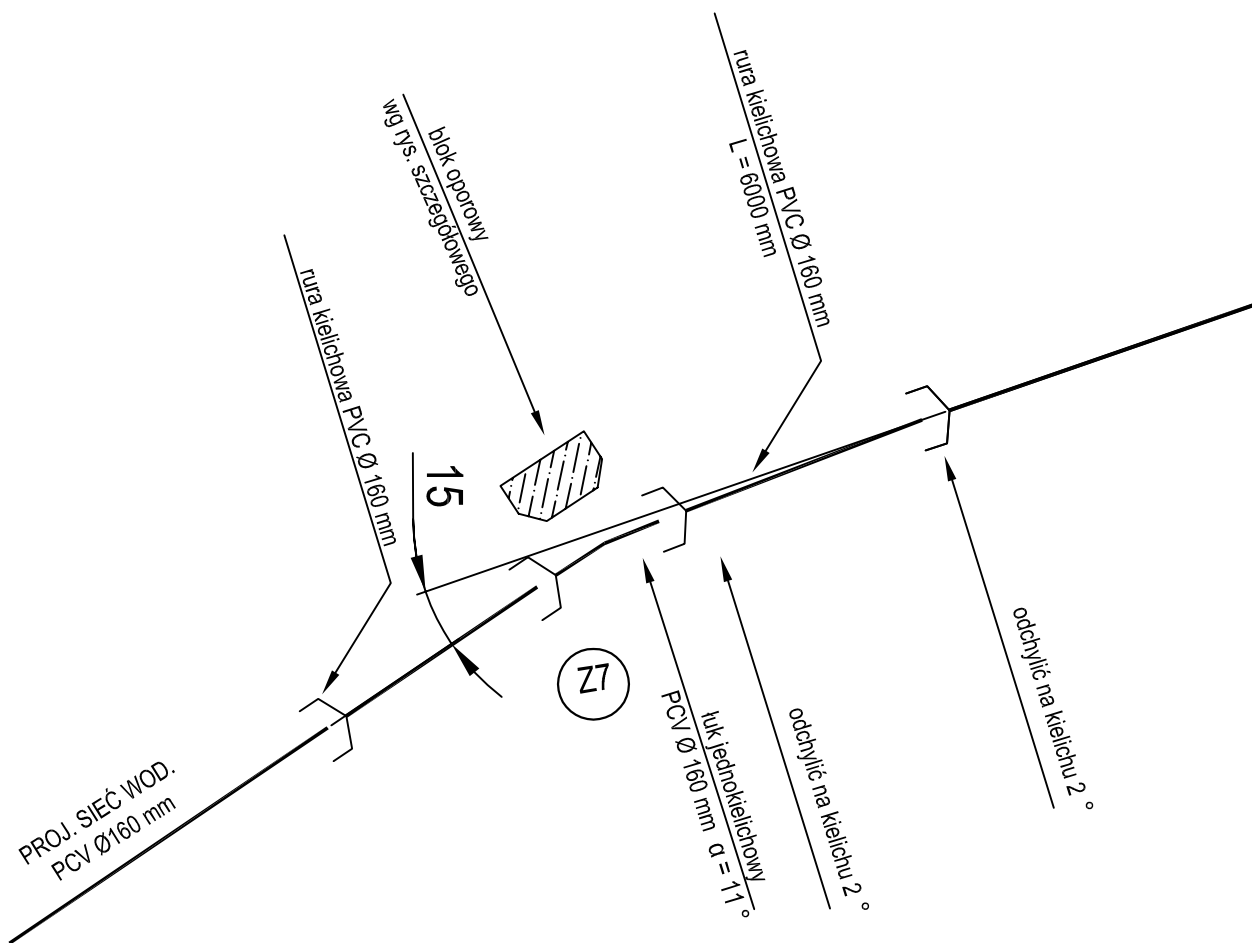 rura kielichowa PVC Ø 160 mm
L = 6000 mm
blok oporowy
wg rys. szczegółowego
rura kielichowa PVC Ø 160 mm
15
Z7
odchylić na kielichu 2 °
odchylić na kielichu 2 °
łuk jednokielichowy
PCV Ø 160 mm α = 11 °
PROJ. SIEĆ WOD.
PCV Ø160 mm